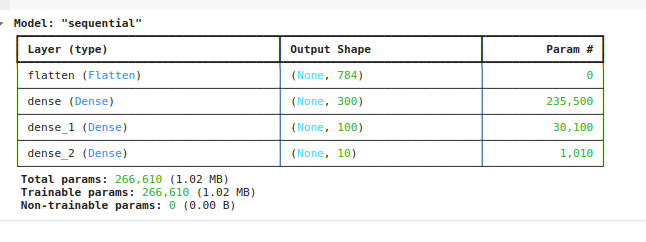 Model: "sequential"
Layer (type) Output Shape Param #
flatten (Flatten) (None, 784) 0
dense (Dense) (None, 300) 235,500
dense_1 (Dense) (None, 100) 30,100
dense_2 (Dense) (None, 10) 1,010
Total params: 266,610 (1.02 MB)
Trainable params: 266,610 (1.02 MB)
Non-trainable params: 0 (0.00 B)